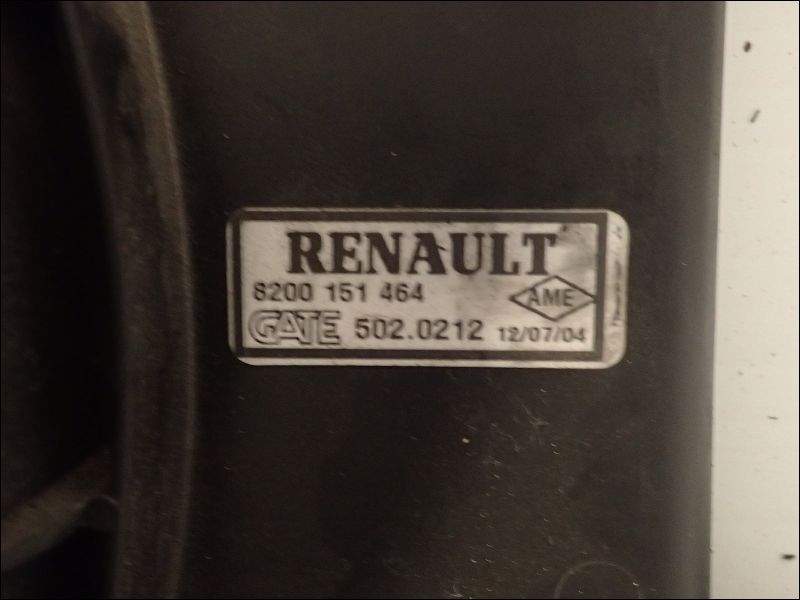 RENAULT
8200 151 464
AME
GATE 502.0212 12/07/04